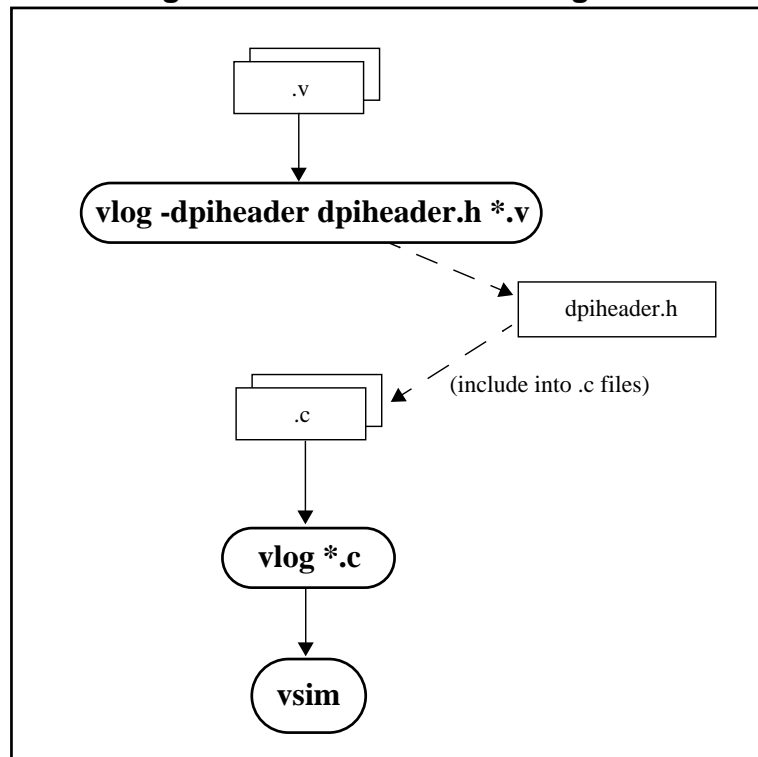 .v
vlog -dpiheader dpiheader.h *.v
dpiheader.h
(include into .c files)
.c
vlog *.c
vsim